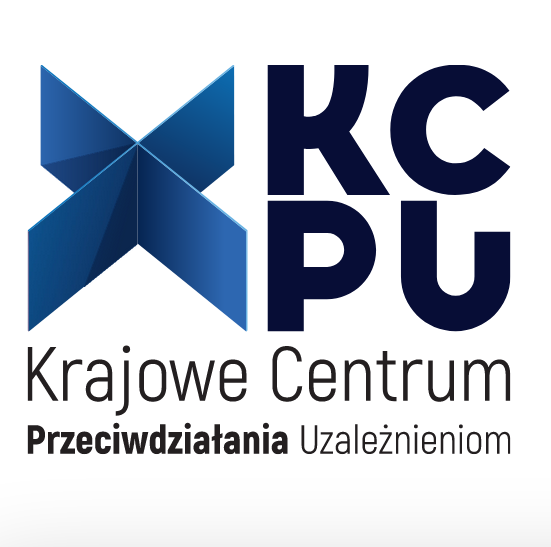 KC
PU
Krajowe Centrum
Przeciwdziałania Uzależnieniom